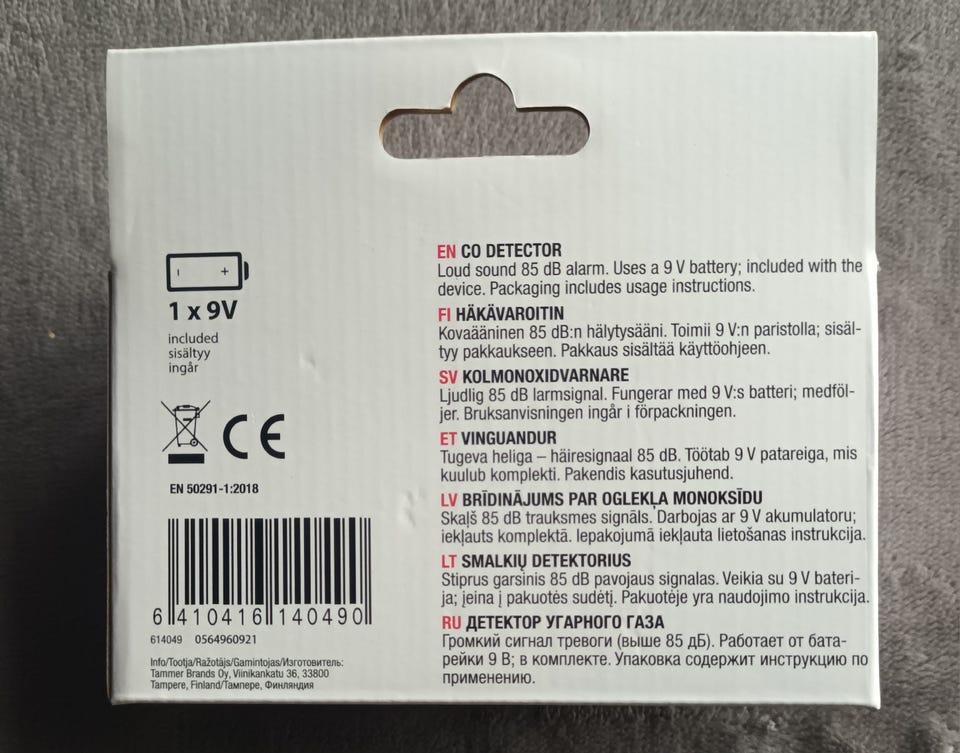 - +
1 x 9V
included
sisältyy
ingår
CE
EN 50291-1:2018
6 410416 140490
614049 0564960921
Info/Tootja/Ražotājs/Gamintojas/Изготовитель:
Tammer Brands Oy, Viinikankatu 36, 33800
Tampere, Finland/Тампере, Финляндия
EN CO DETECTOR
Loud sound 85 dB alarm. Uses a 9 V battery; included with the
device. Packaging includes usage instructions.
FI HÄKÄVAROITIN
Kovaääninen 85 dB:n hälytysääni. Toimii 9 V:n paristolla; sisäl-
tyy pakkaukseen. Pakkaus sisältää käyttöohjeen.
SV KOLMONOXIDVARNARE
Ljudlig 85 dB larmsignal. Fungerar med 9 V:s batteri; medföl-
jer. Bruksanvisningen ingår i förpackningen.
ET VINGUANDUR
Tugeva heliga – häiresignaal 85 dB. Töötab 9 V patareiga, mis
kuulub komplekti. Pakendis kasutusjuhend.
LV BRĪDINĀJUMS PAR OGLEKĻA MONOKSĪDU
Skaļš 85 dB trauksmes signāls. Darbojas ar 9 V akumulatoru;
iekļauts komplektā. Iepakojumā iekļauta lietošanas instrukcija.
LT SMALKIŲ DETEKTORIUS
Stiprus garsinis 85 dB pavojaus signalas. Veikia su 9 V bateri-
ja; įeina į pakuotės sudėtį. Pakuotėje yra naudojimo instrukcija.
RU ДЕТЕКТОР УГАРНОГО ГАЗА
Громкий сигнал тревоги (выше 85 дБ). Работает от бата-
рейки 9 В; в комплекте. Упаковка содержит инструкцию по
применению.